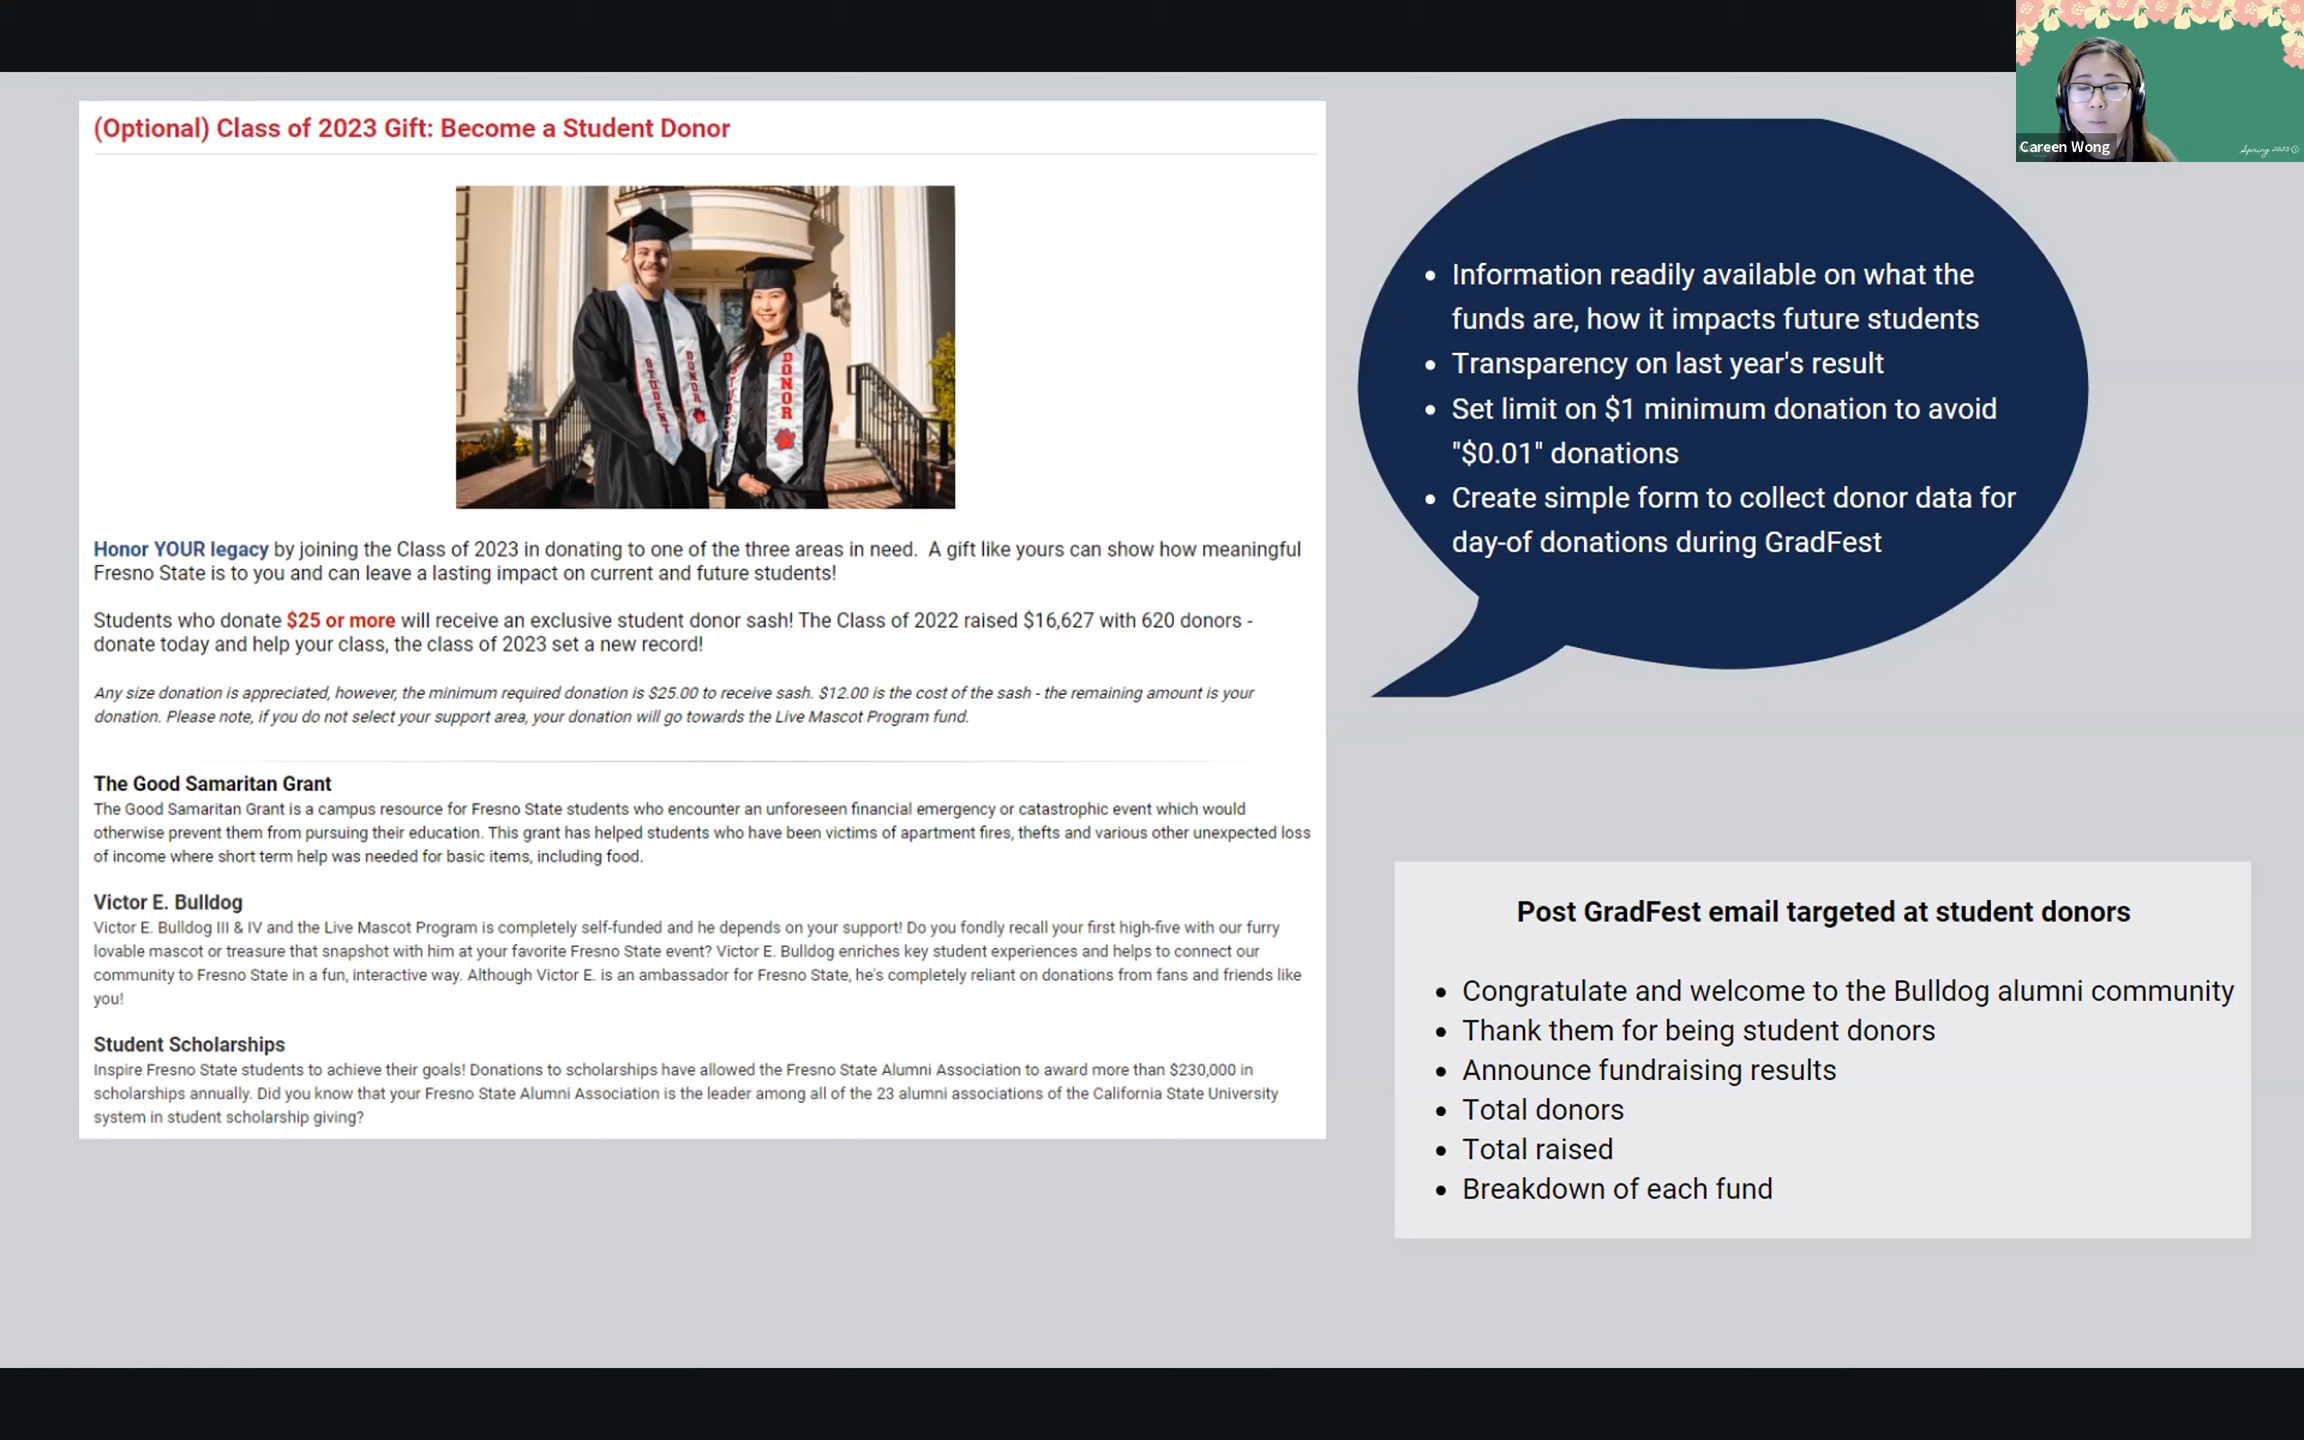 (Optional) Class of 2023 Gift: Become a Student Donor
STUDENT
DONOR
DONOR
Honor YOUR legacy by joining the Class of 2023 in donating to one of the three areas in need. A gift like yours can show how meaningful
Fresno State is to you and can leave a lasting impact on current and future students!
Students who donate $25 or more will receive an exclusive student donor sash! The Class of 2022 raised $16,627 with 620 donors -
donate today and help your class, the class of 2023 set a new record!
Any size donation is appreciated, however, the minimum required donation is $25.00 to receive sash. $12.00 is the cost of the sash - the remaining amount is your
donation. Please note, if you do not select your support area, your donation will go towards the Live Mascot Program fund.
The Good Samaritan Grant
The Good Samaritan Grant is a campus resource for Fresno State students who encounter an unforeseen financial emergency or catastrophic event which would
otherwise prevent them from pursuing their education. This grant has helped students who have been victims of apartment fires, thefts and various other unexpected loss
of income where short term help was needed for basic items, including food.
Victor E. Bulldog
Victor E. Bulldog III & IV and the Live Mascot Program is completely self-funded and he depends on your support! Do you fondly recall your first high-five with our furry
lovable mascot or treasure that snapshot with him at your favorite Fresno State event? Victor E. Bulldog enriches key student experiences and helps to connect our
community to Fresno State in a fun, interactive way. Although Victor E. is an ambassador for Fresno State, he's completely reliant on donations from fans and friends like
you!
Student Scholarships
Inspire Fresno State students to achieve their goals! Donations to scholarships have allowed the Fresno State Alumni Association to award more than $230,000 in
scholarships annually. Did you know that your Fresno State Alumni Association is the leader among all of the 23 alumni associations of the California State University
system in student scholarship giving?
• Information readily available on what the
funds are, how it impacts future students
• Transparency on last year's result
• Set limit on $1 minimum donation to avoid
"$0.01" donations
• Create simple form to collect donor data for
day-of donations during GradFest
Post GradFest email targeted at student donors
• Congratulate and welcome to the Bulldog alumni community
• Thank them for being student donors
• Announce fundraising results
• Total donors
• Total raised
• Breakdown of each fund
Careen Wong
Spring 2023